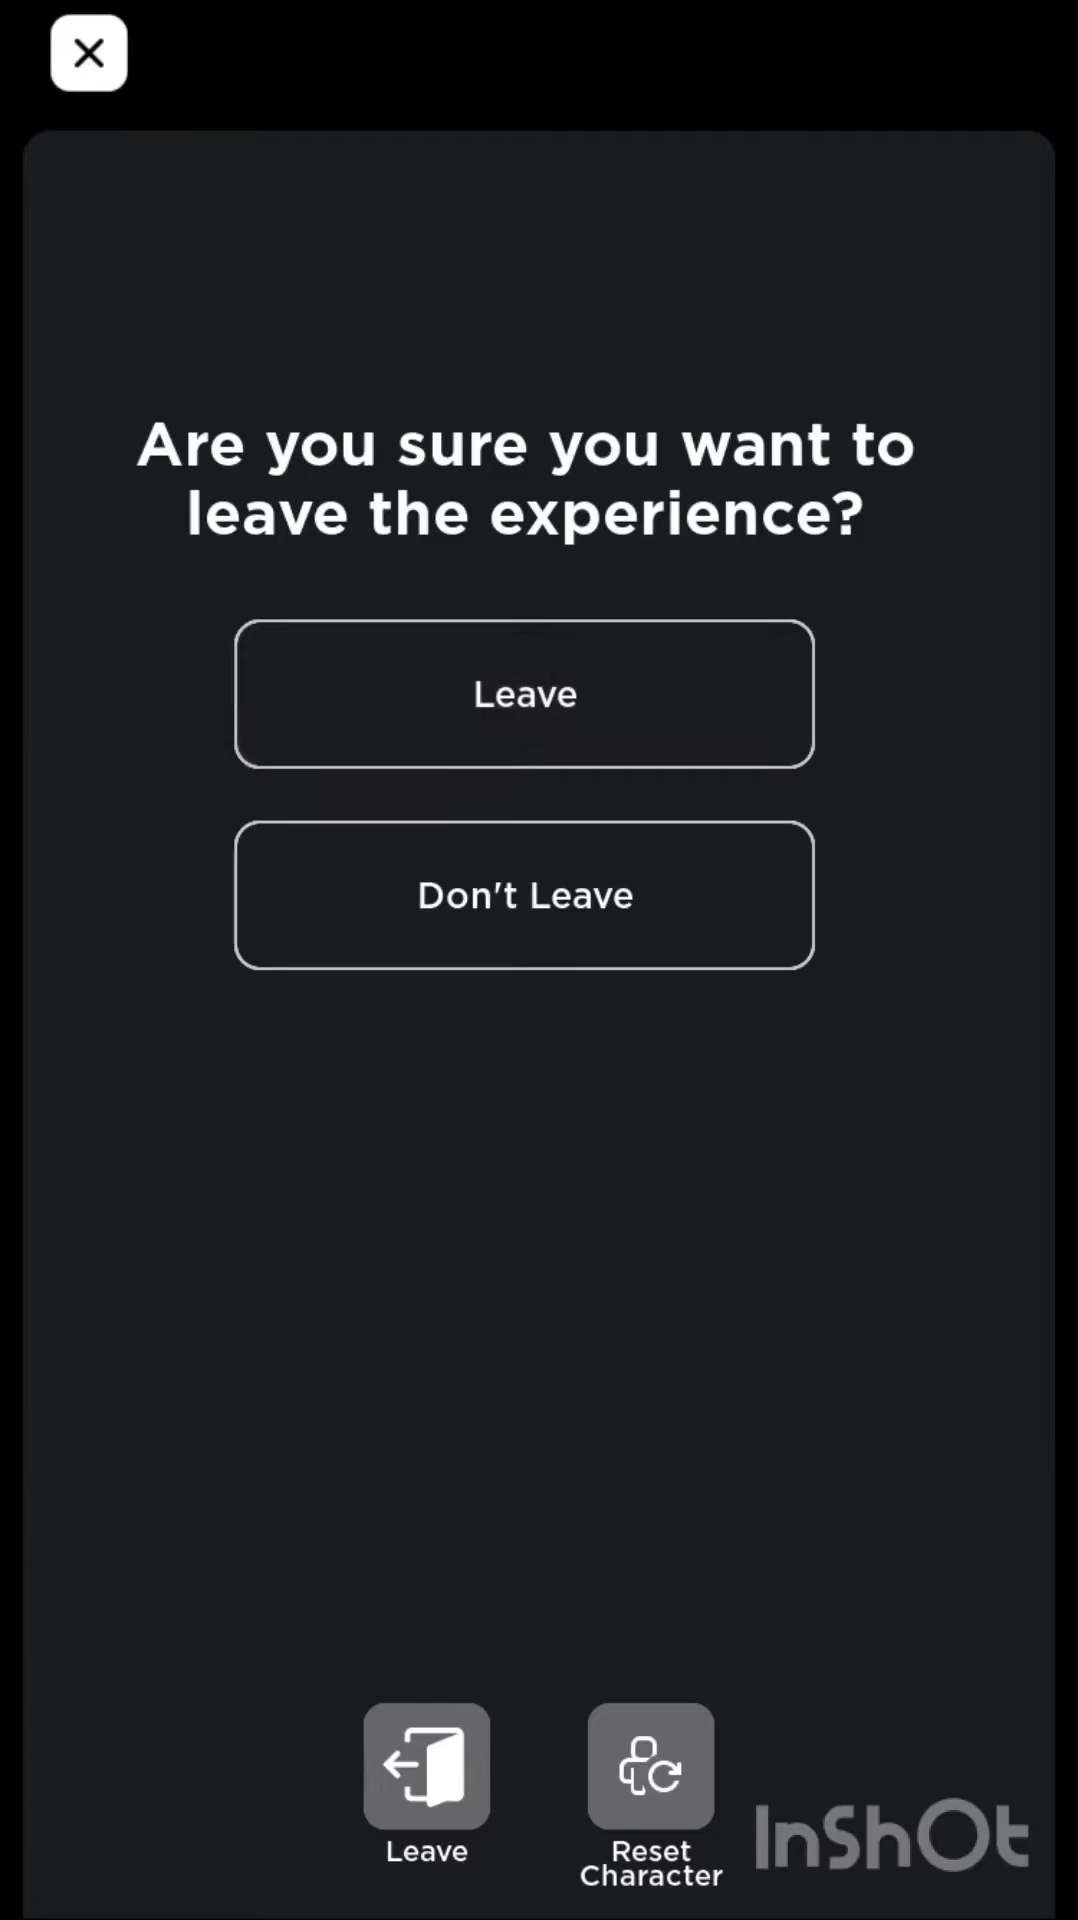 Are you sure you want to
leave the experience?
Leave
Don't Leave
Leave
Reset
Character
InShOt